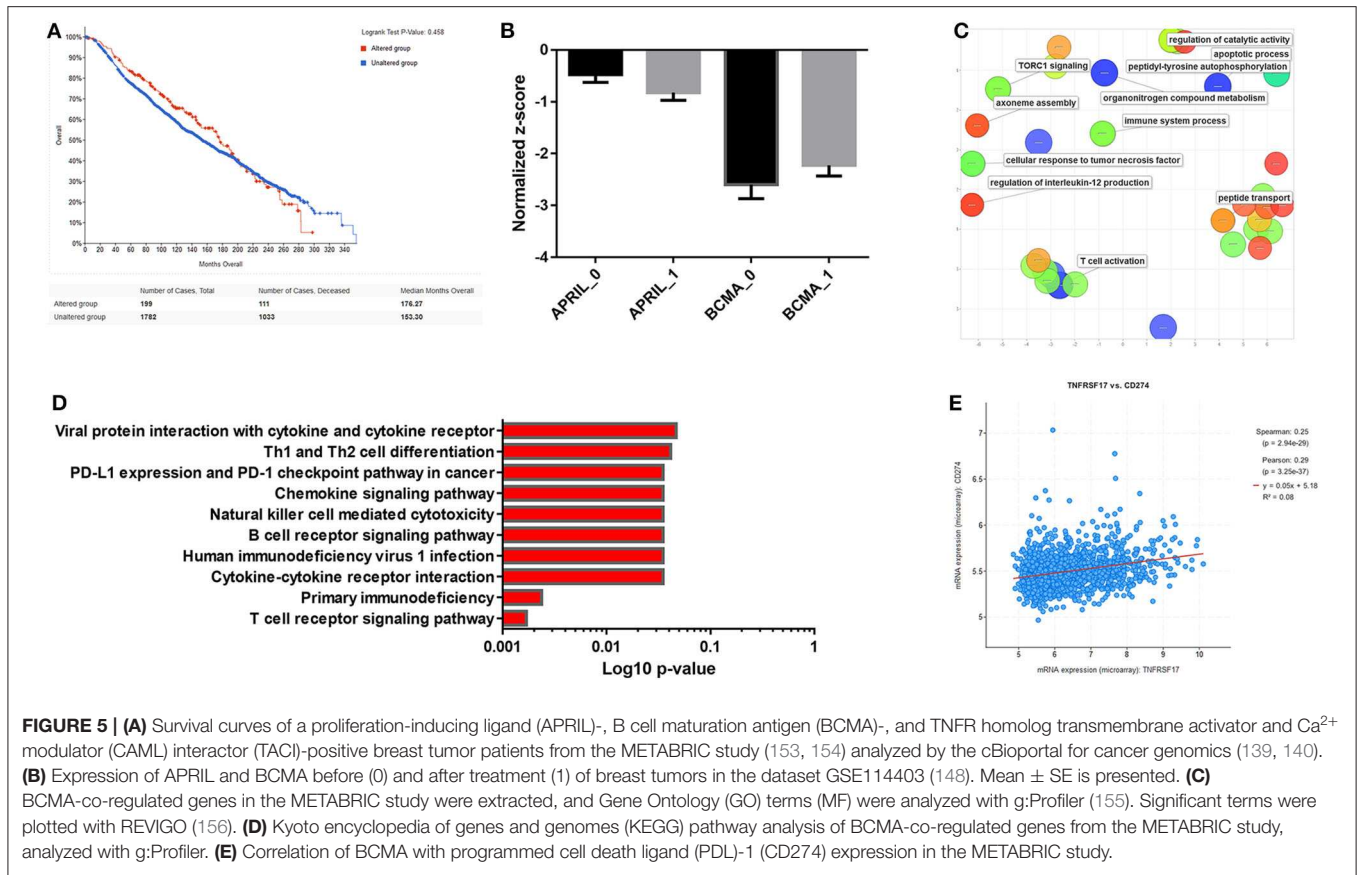 A
Logrank Test P-Value: 0.458
Altered group
Unaltered group
100%
90%
80%
70%
60%
50%
40%
30%
20%
10%
0%
Overall
0 20 40 60 80 100 120 140 160 180 200 220 240 260 280 300 320 340
Months Overall
Number of Cases, Total Number of Cases, Deceased Median Months Overall
Altered group 199 111 176.27
Unaltered group 1782 1033 153.30
B
Normalized z-score
0
-1
-2
-3
-4
APRIL_0 APRIL_1 BCMA_0 BCMA_1
C
regulation of catalytic activity
apoptotic process
TORC1 signaling
peptidyl-tyrosine autophosphorylation
organonitrogen compound metabolism
axoneme assembly
immune system process
cellular response to tumor necrosis factor
regulation of interleukin-12 production
peptide transport
T cell activation
-6 -5 -4 -3 -2 -1 0 1 2 3 4 5 6
D
Viral protein interaction with cytokine and cytokine receptor
Th1 and Th2 cell differentiation
PD-L1 expression and PD-1 checkpoint pathway in cancer
Chemokine signaling pathway
Natural killer cell mediated cytotoxicity
B cell receptor signaling pathway
Human immunodeficiency virus 1 infection
Cytokine-cytokine receptor interaction
Primary immunodeficiency
T cell receptor signaling pathway
0.001 0.01 0.1 1
Log10 p-value
E
TNFRSF17 vs. CD274
Spearman: 0.25
(p = 2.94e-29)
Pearson: 0.29
(p = 3.25e-37)
y = 0.05x + 5.18
R² = 0.08
mRNA expression (microarray): CD274
7
6.5
6
5.5
5
5 6 7 8 9 10
mRNA expression (microarray): TNFRSF17
FIGURE 5 | (A) Survival curves of a proliferation-inducing ligand (APRIL)-, B cell maturation antigen (BCMA)-, and TNFR homolog transmembrane activator and Ca2+
modulator (CAML) interactor (TACI)-positive breast tumor patients from the METABRIC study (153, 154) analyzed by the cBioportal for cancer genomics (139, 140).
(B) Expression of APRIL and BCMA before (0) and after treatment (1) of breast tumors in the dataset GSE114403 (148). Mean ± SE is presented. (C)
BCMA-co-regulated genes in the METABRIC study were extracted, and Gene Ontology (GO) terms (MF) were analyzed with g:Profiler (155). Significant terms were
plotted with REVIGO (156). (D) Kyoto encyclopedia of genes and genomes (KEGG) pathway analysis of BCMA-co-regulated genes from the METABRIC study,
analyzed with g:Profiler. (E) Correlation of BCMA with programmed cell death ligand (PDL)-1 (CD274) expression in the METABRIC study.